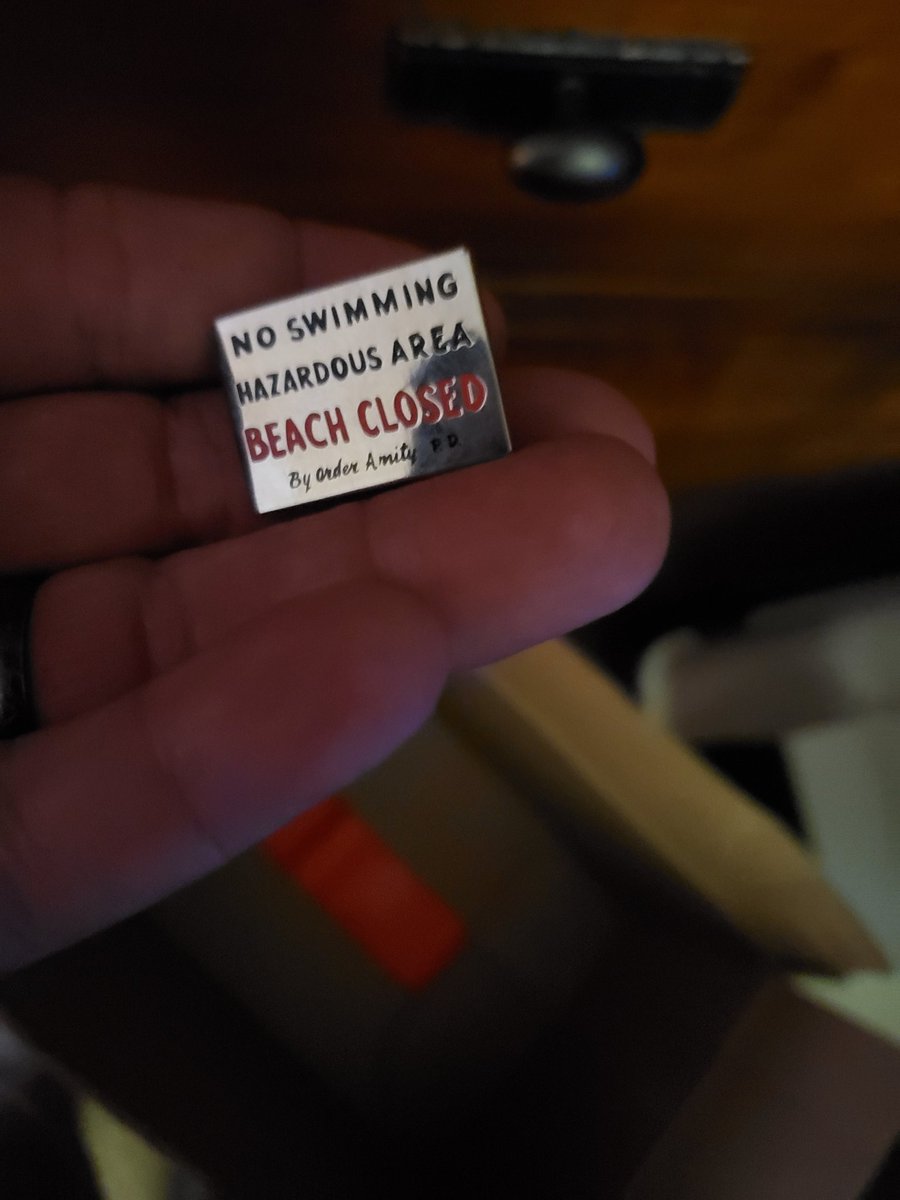 NO SWIMMING
HAZARDOUS AREA
BEACH CLOSED
By Order Amity P.D.